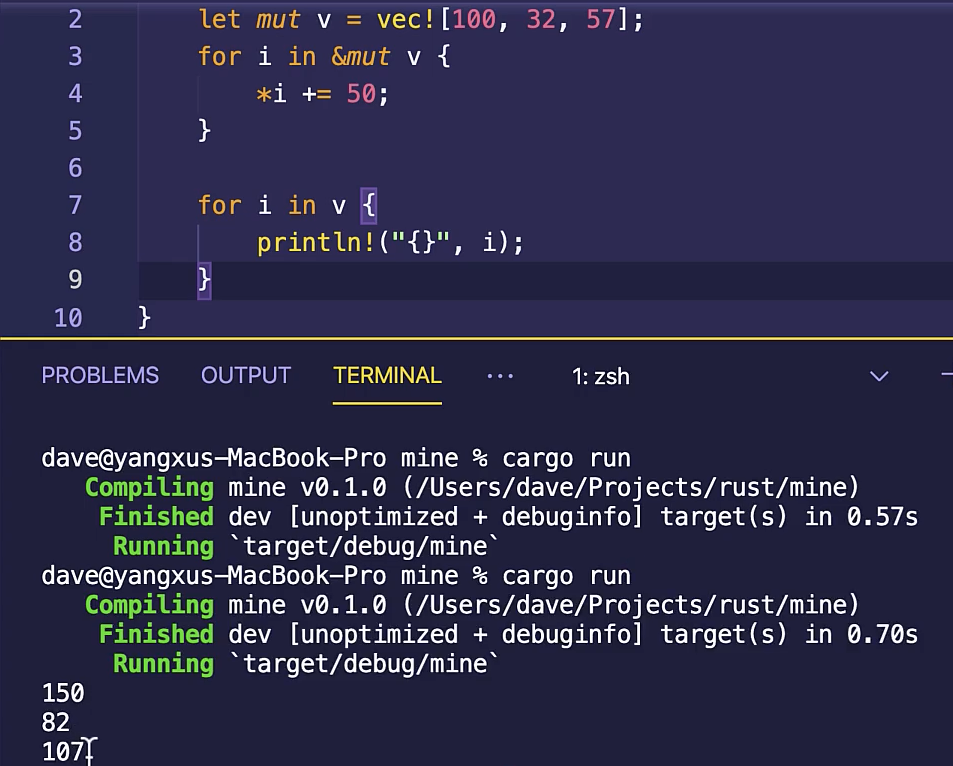 2 let mut v = vec![100, 32, 57];
3 for i in &mut v {
4 *i += 50;
5 }
6
7 for i in v {
8 println!("{}", i);
9 }
10 }
PROBLEMS OUTPUT TERMINAL ··· 1: zsh
dave@yangxus-MacBook-Pro mine % cargo run
Compiling mine v0.1.0 (/Users/dave/Projects/rust/mine)
Finished dev [unoptimized + debuginfo] target(s) in 0.57s
Running `target/debug/mine`
dave@yangxus-MacBook-Pro mine % cargo run
Compiling mine v0.1.0 (/Users/dave/Projects/rust/mine)
Finished dev [unoptimized + debuginfo] target(s) in 0.70s
Running `target/debug/mine`
150
82
107